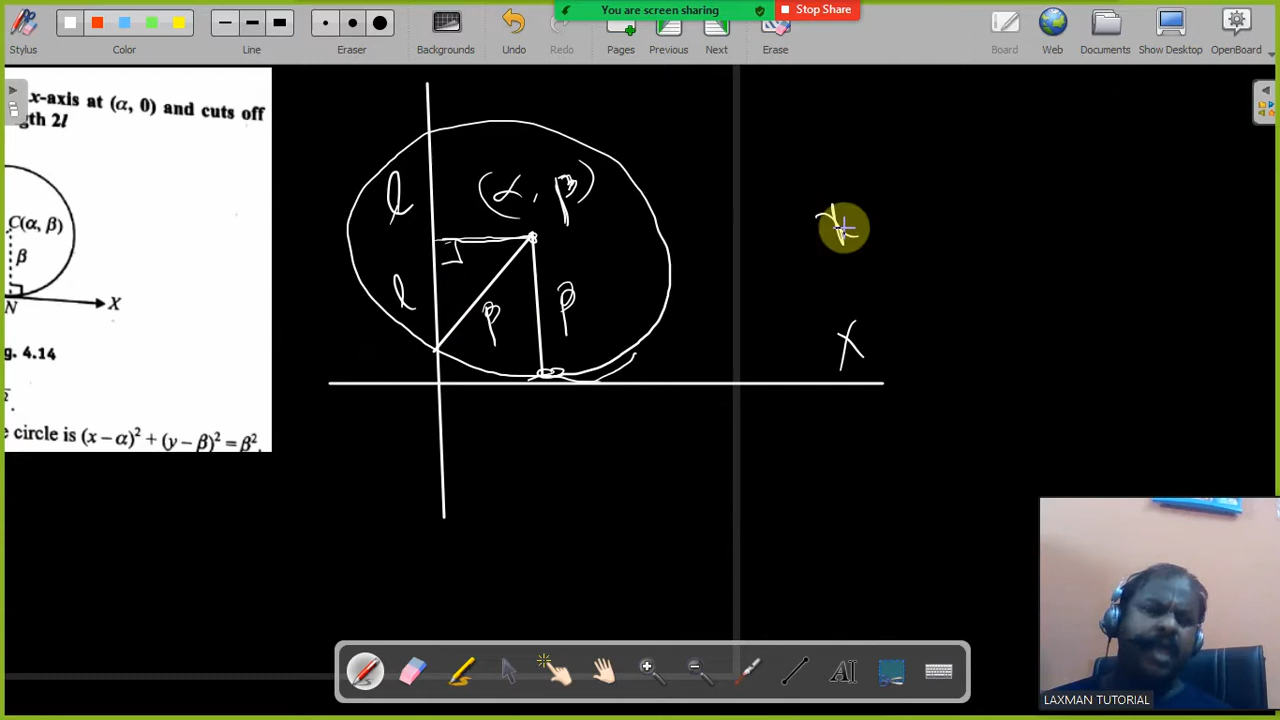 You are screen sharing
Stop Share
Stylus
Color
Line
Eraser
Backgrounds
Undo
Redo
Pages
Previous
Next
Erase
Board
Web
Documents
Show Desktop
OpenBoard
x-axis at (α, 0) and cuts off
gth 2l
C(α, β)
β
N
X
g. 4.14
e circle is (x – α)² + (y – β)² = β².
l
(α, β)
l
β
β
x
LAXMAN TUTORIAL